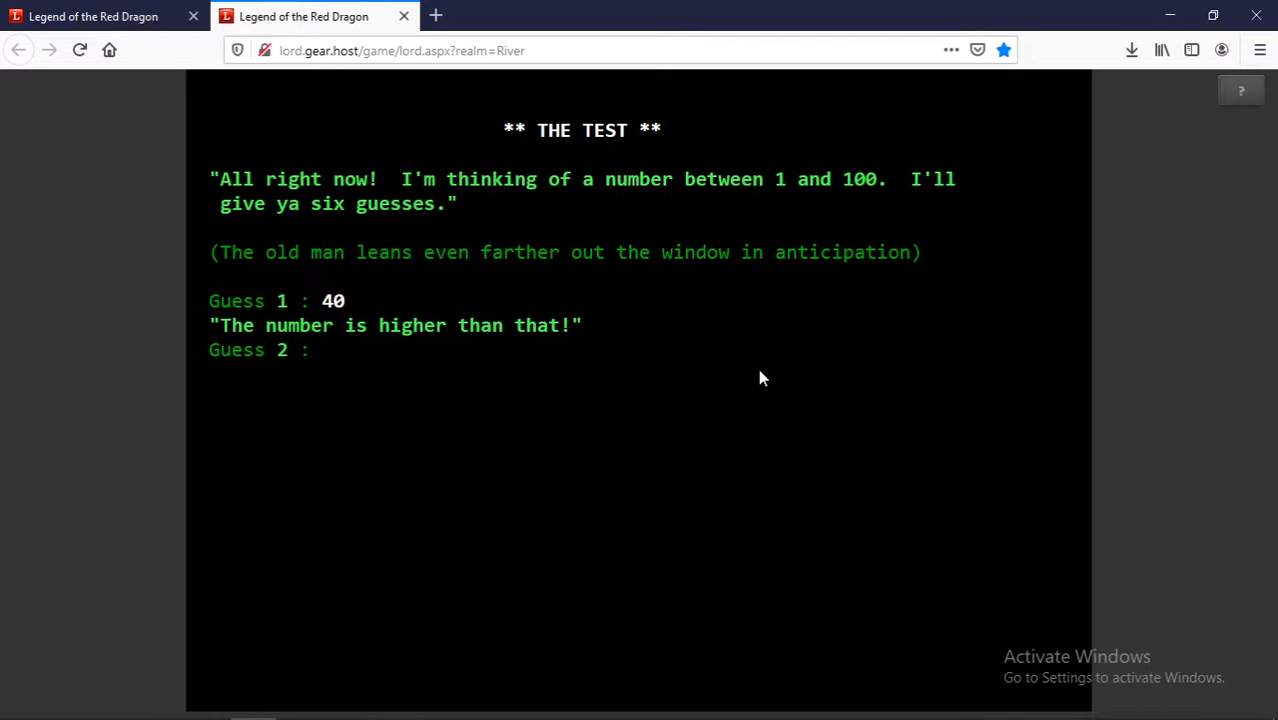 Legend of the Red Dragon
Legend of the Red Dragon
lord.gear.host/game/lord.aspx?realm=River
?
** THE TEST **
"All right now!  I'm thinking of a number between 1 and 100.  I'll
give ya six guesses."
(The old man leans even farther out the window in anticipation)
Guess 1 : 40
"The number is higher than that!"
Guess 2 :
Activate Windows
Go to Settings to activate Windows.